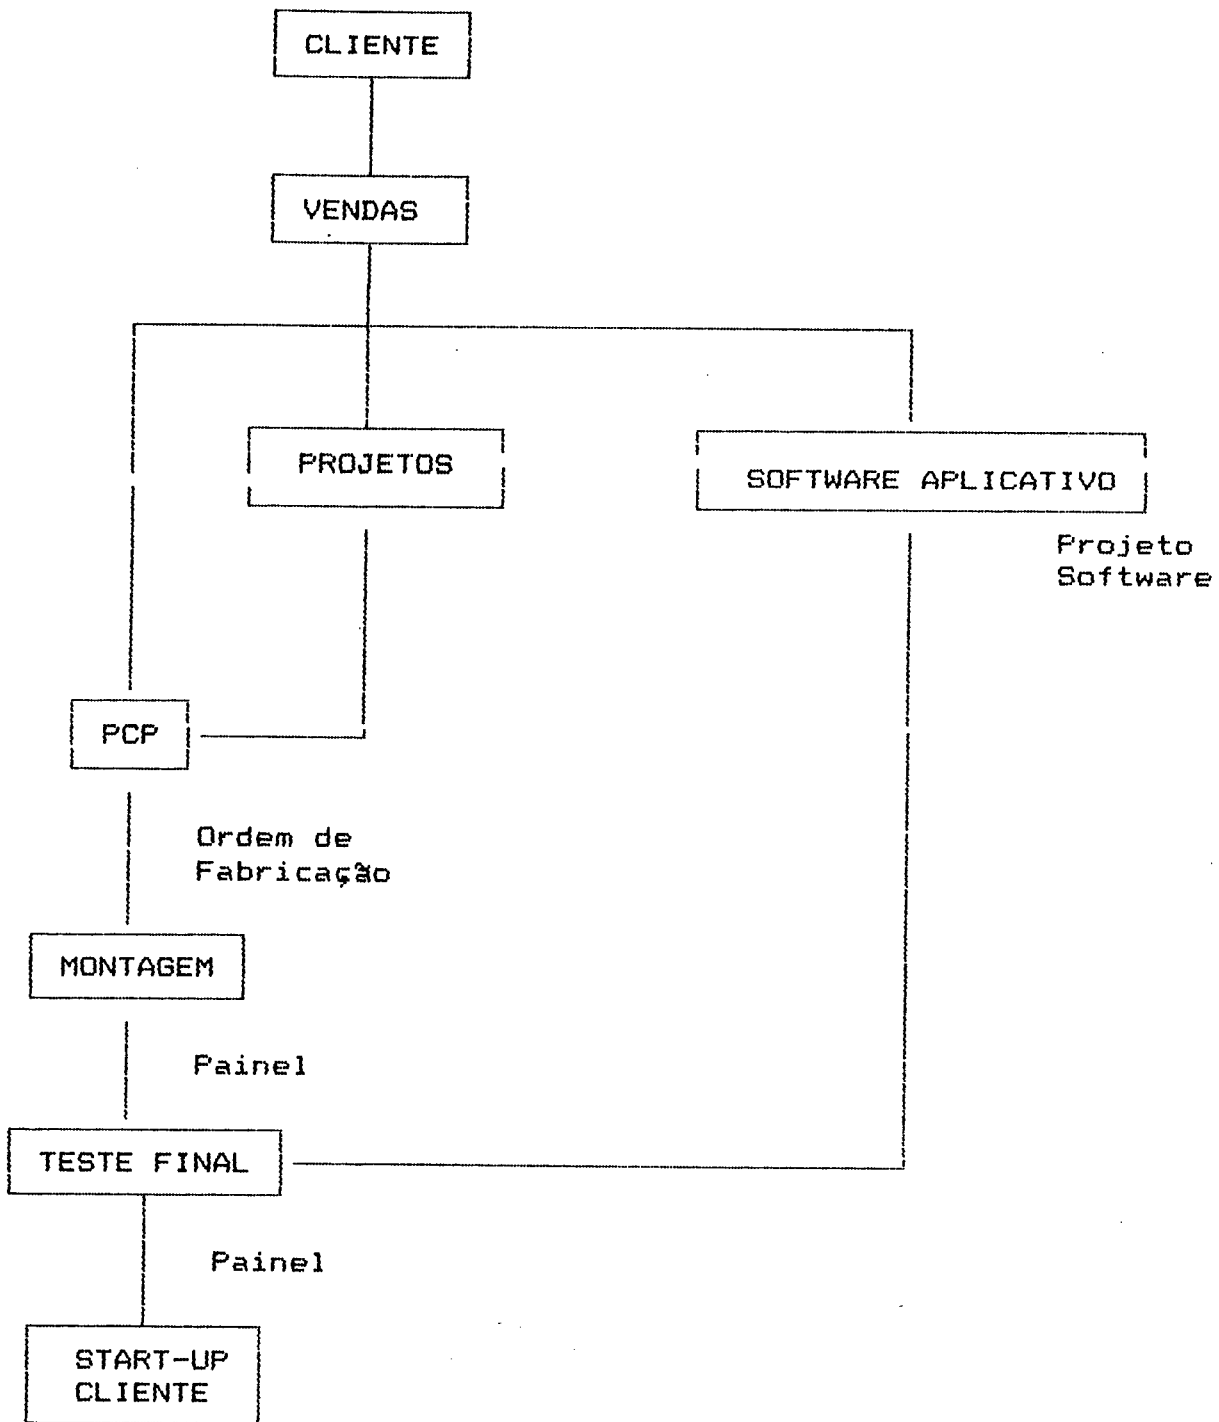 CLIENTE
VENDAS
PROJETOS
SOFTWARE APLICATIVO
Projeto
Software
PCP
Ordem de
Fabricação
MONTAGEM
Painel
TESTE FINAL
Painel
START-UP
CLIENTE